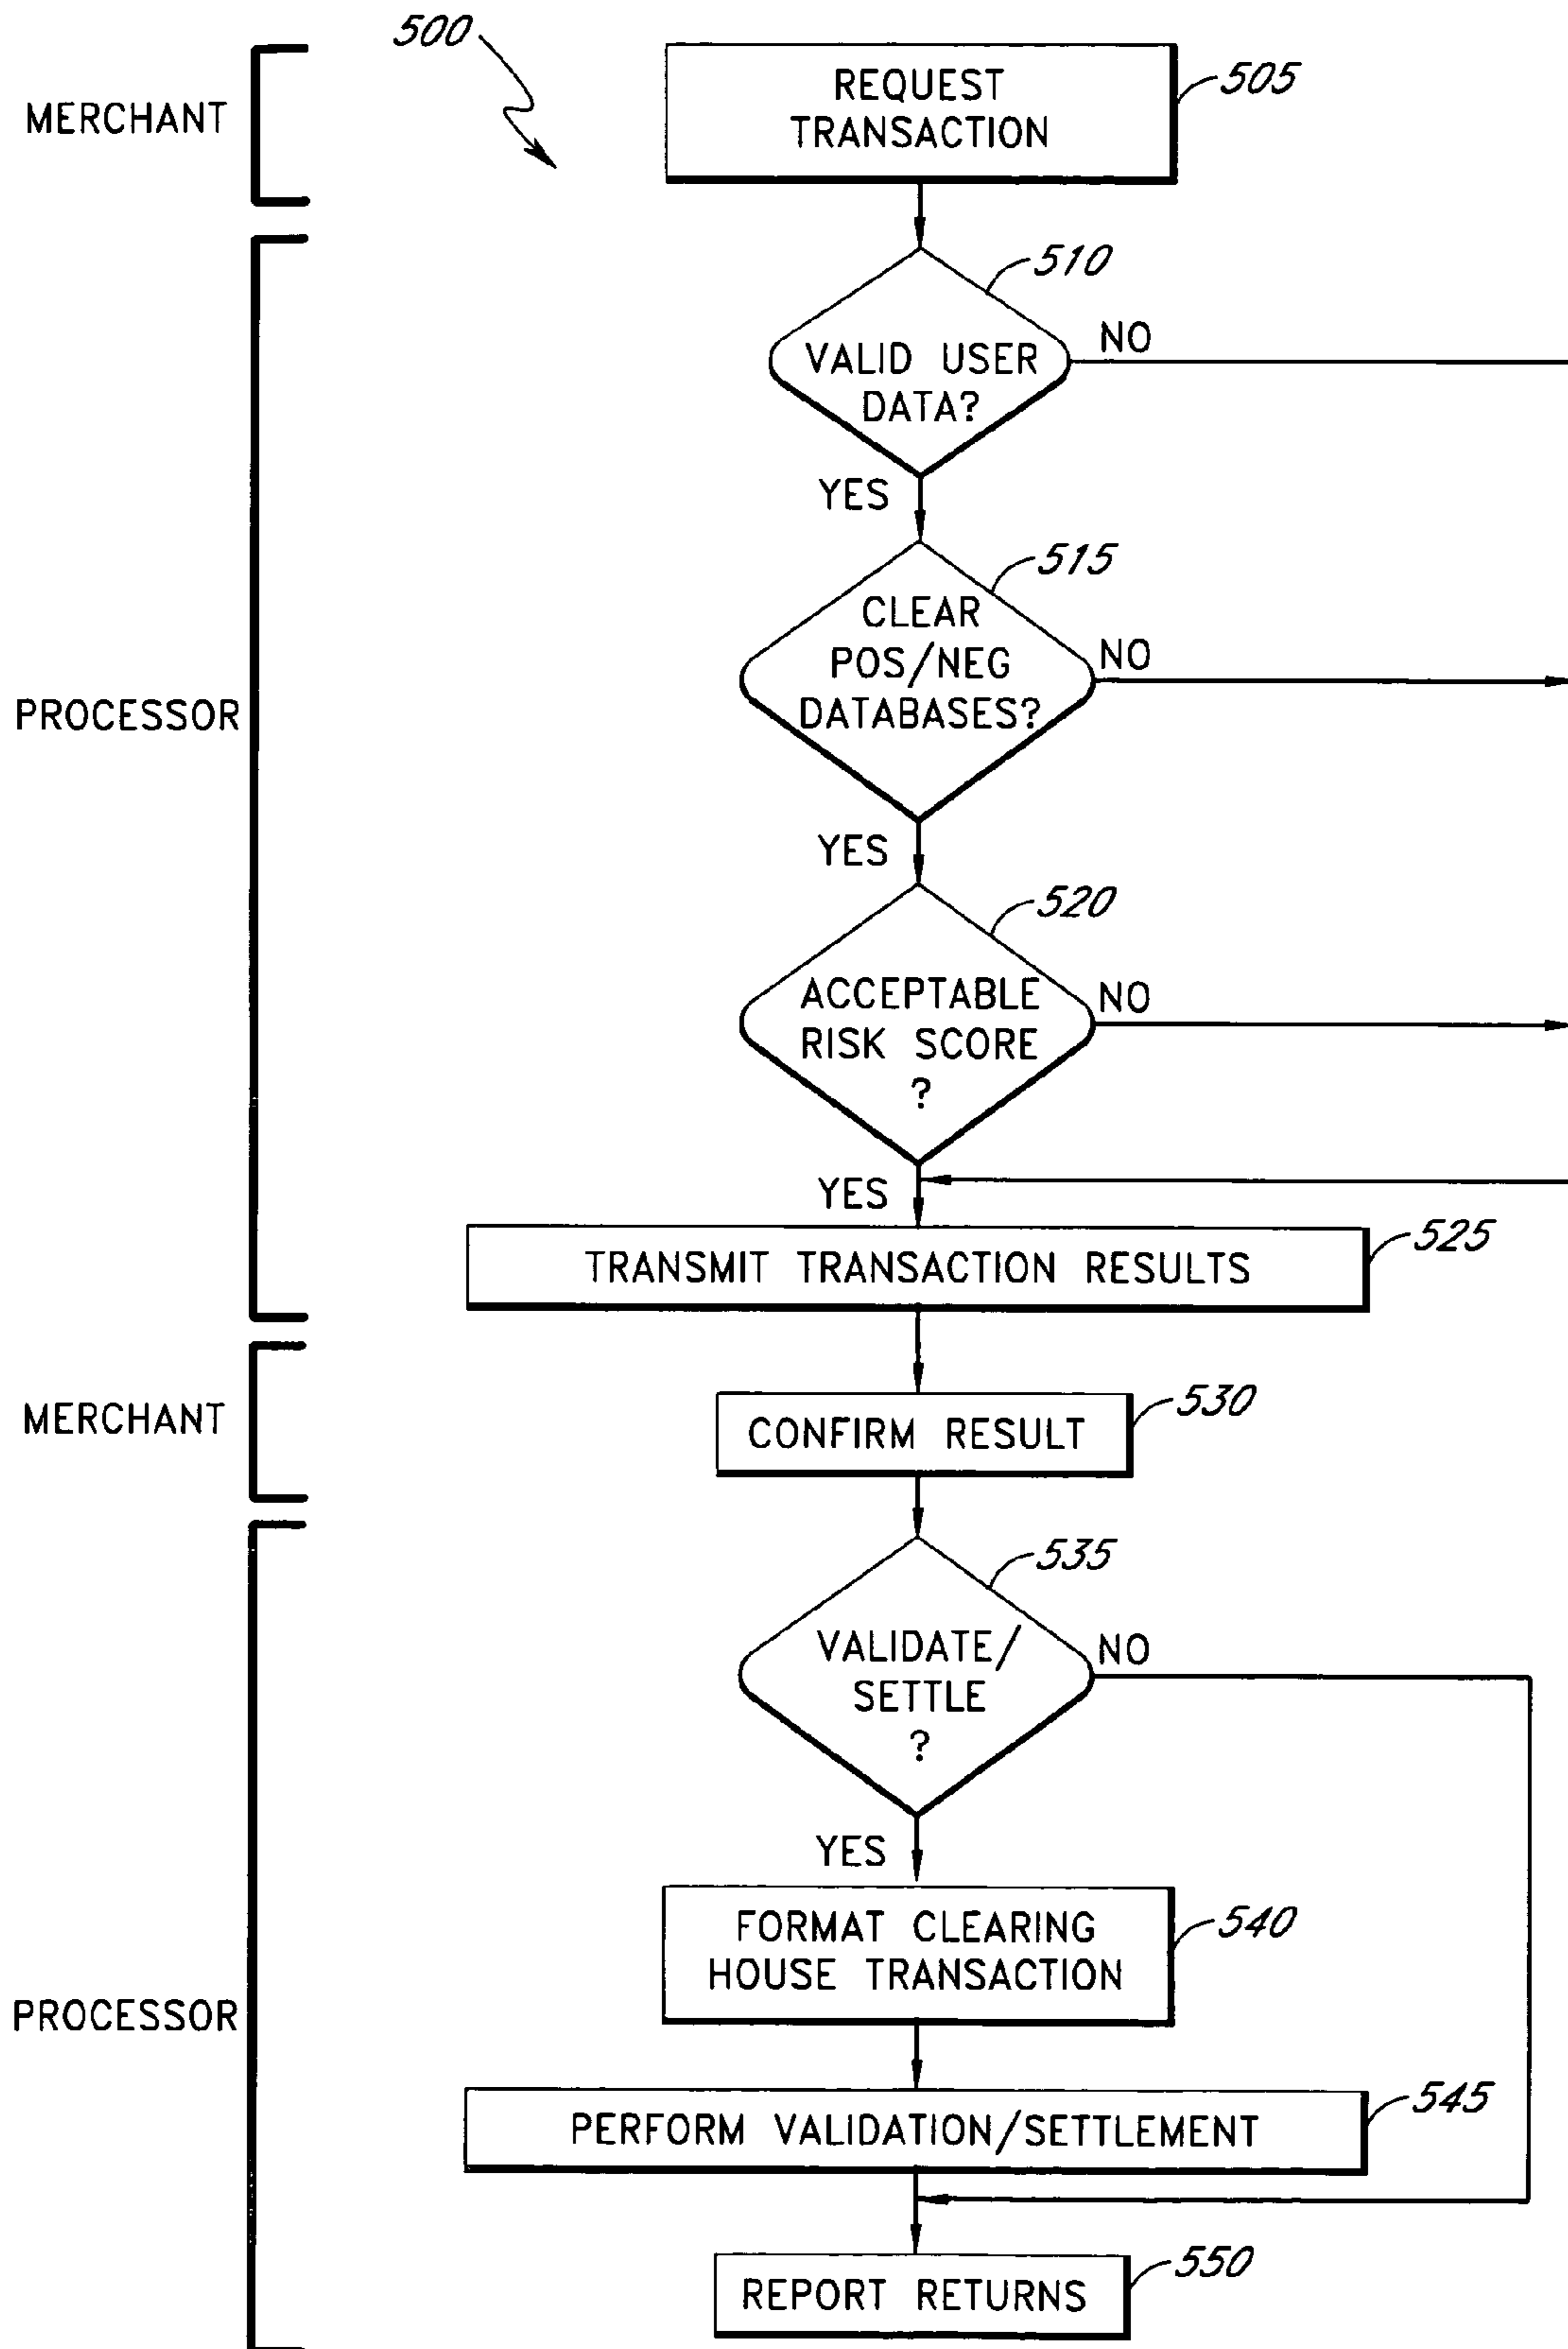 500
MERCHANT
REQUEST
TRANSACTION
505
510
VALID USER
DATA?
NO
YES
515
CLEAR
POS/NEG
DATABASES?
NO
PROCESSOR
YES
520
ACCEPTABLE
RISK SCORE
?
NO
YES
525
TRANSMIT TRANSACTION RESULTS
530
MERCHANT
CONFIRM RESULT
535
VALIDATE/
SETTLE
?
NO
YES
540
FORMAT CLEARING
HOUSE TRANSACTION
PROCESSOR
545
PERFORM VALIDATION/SETTLEMENT
550
REPORT RETURNS